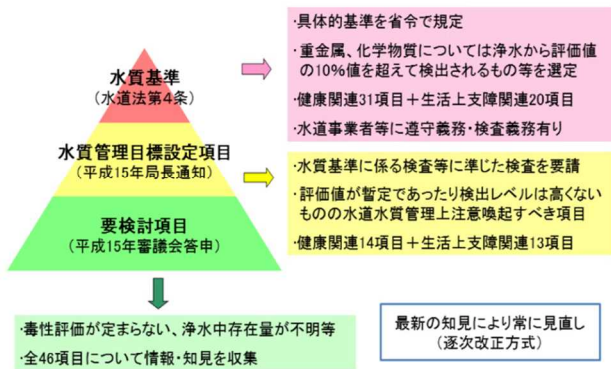 水質基準
(水道法第4条)
・具体的基準を省令で規定
・重金属、化学物質については浄水から評価値
の10%値を超えて検出されるもの等を選定
・健康関連31項目+生活上支障関連20項目
・水道事業者等に遵守義務・検査義務有り
水質管理目標設定項目
(平成15年局長通知)
・水質基準に係る検査等に準じた検査を要請
・評価値が暫定であったり検出レベルは高くない
ものの水道水質管理上注意喚起すべき項目
・健康関連14項目+生活上支障関連13項目
要検討項目
(平成15年審議会答申)
・毒性評価が定まらない、浄水中存在量が不明等
・全46項目について情報・知見を収集
最新の知見により常に見直し
(逐次改正方式)